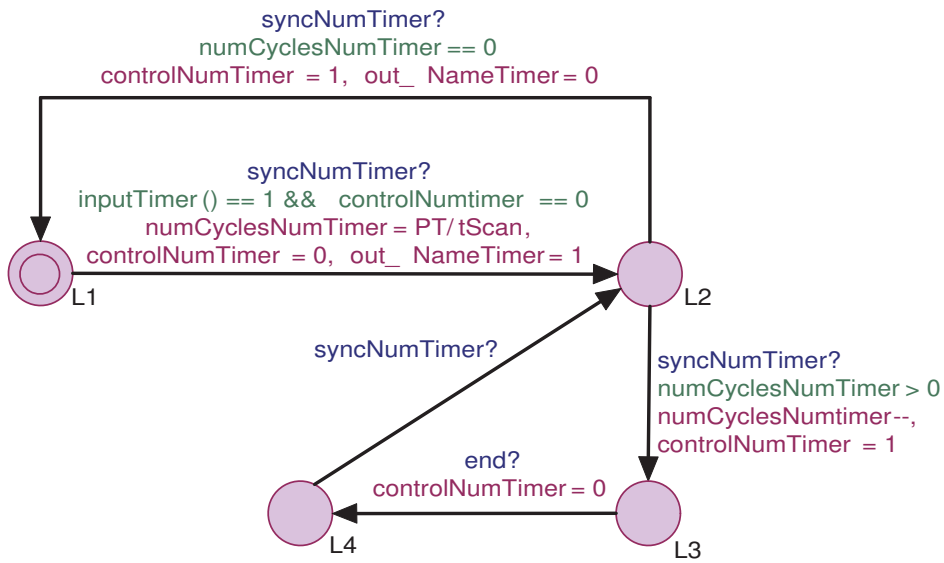 syncNumTimer?
numCyclesNumTimer == 0
controlNumTimer = 1, out_ NameTimer = 0
syncNumTimer?
inputTimer () == 1 && controlNumtimer == 0
numCyclesNumTimer = PT/ tScan,
controlNumTimer = 0, out_ NameTimer = 1
L1
L2
syncNumTimer?
syncNumTimer?
numCyclesNumTimer > 0
numCyclesNumtimer--,
controlNumTimer = 1
end?
controlNumTimer = 0
L4
L3